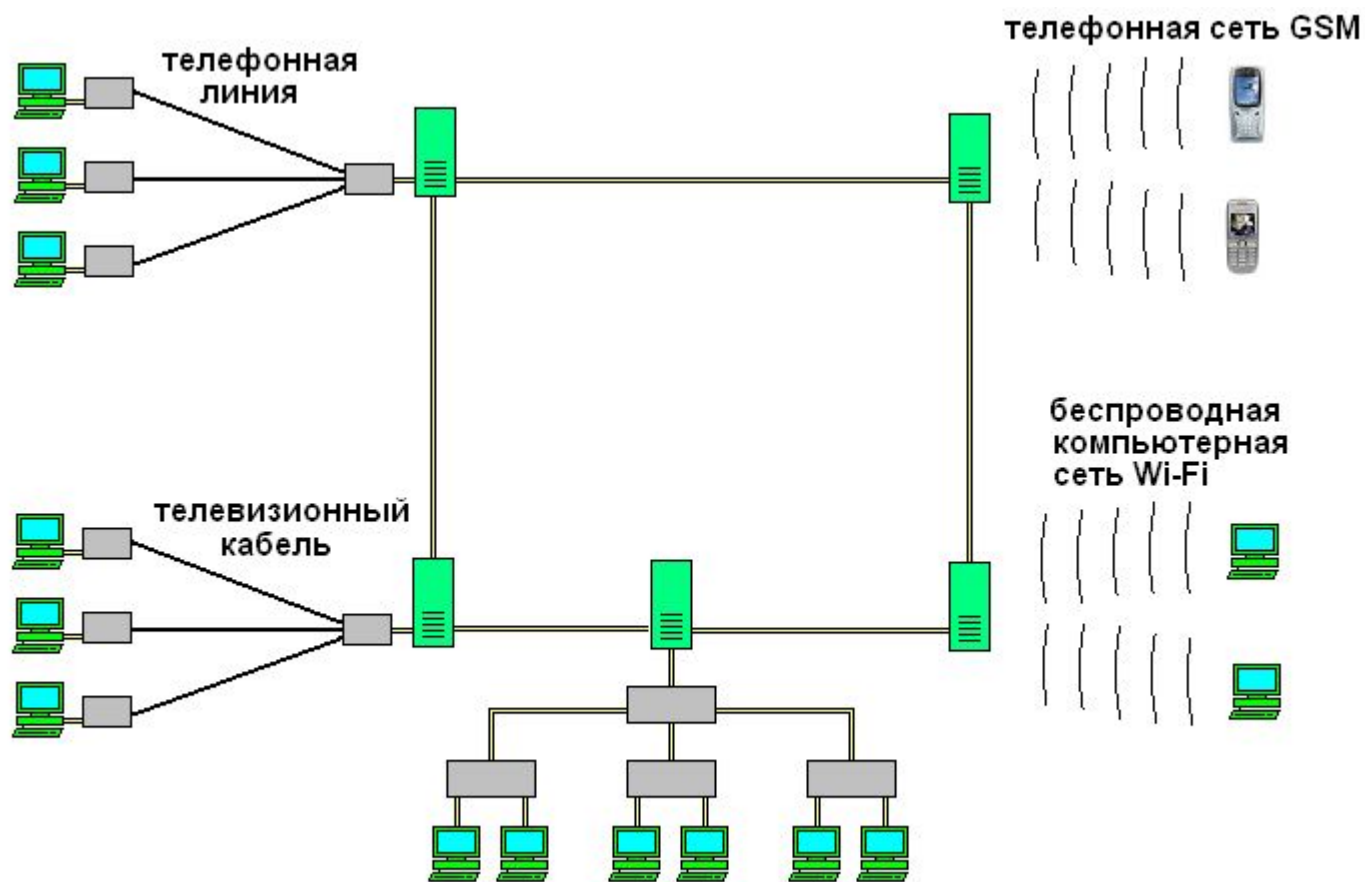 телефонная сеть GSM
телефонная
линия
беспроводная
компьютерная
сеть Wi-Fi
телевизионный
кабель